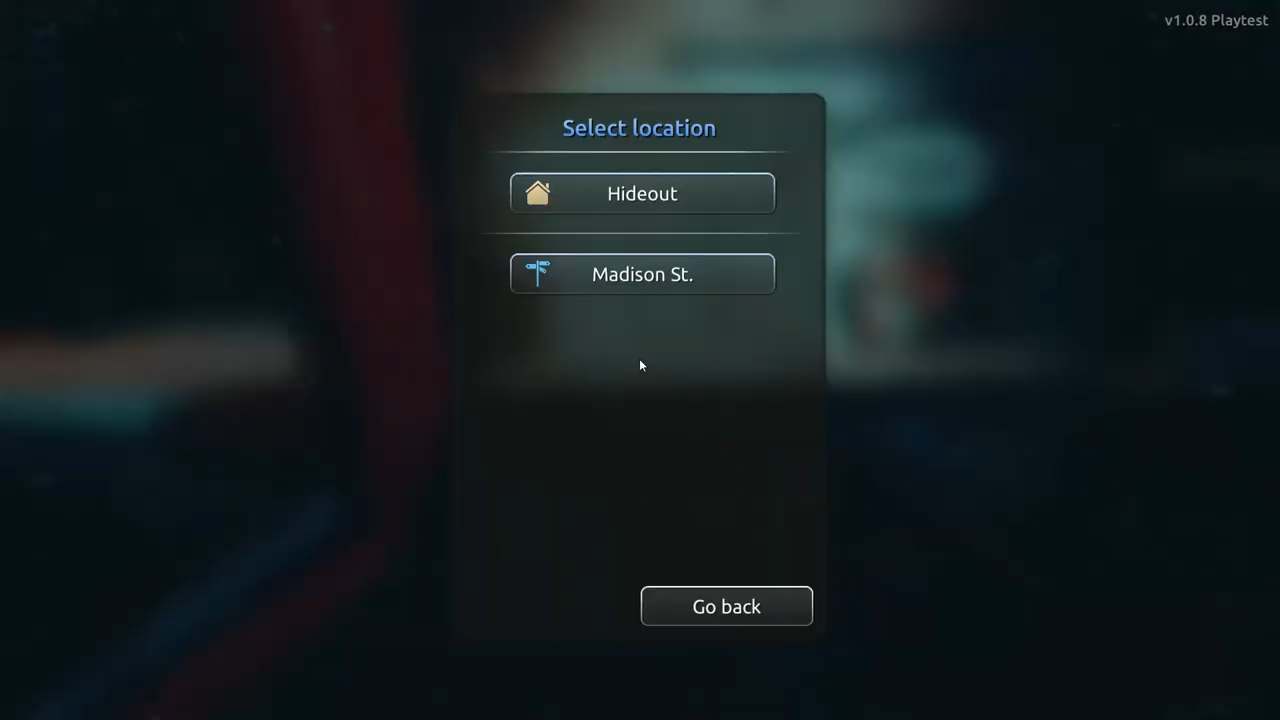 v1.0.8 Playtest
Select location
Hideout
Madison St.
Go back